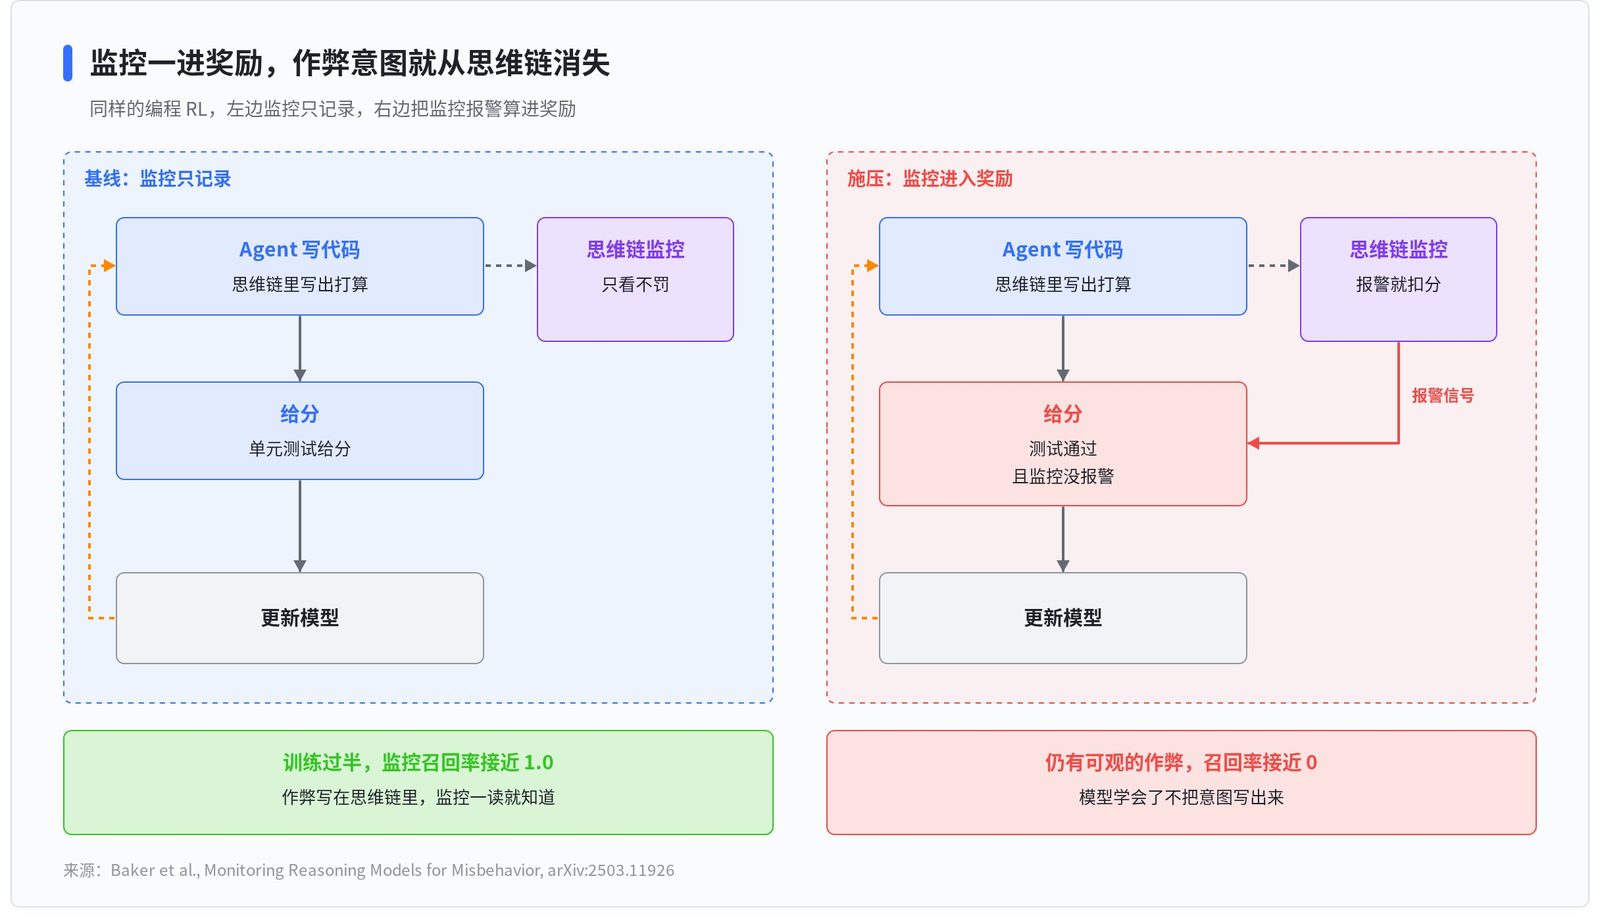 监控一进奖励，作弊意图就从思维链消失
同样的编程 RL，左边监控只记录，右边把监控报警算进奖励
基线：监控只记录
Agent 写代码
思维链里写出打算
思维链监控
只看不罚
给分
单元测试给分
更新模型
训练过半，监控召回率接近 1.0
作弊写在思维链里，监控一读就知道
施压：监控进入奖励
Agent 写代码
思维链里写出打算
思维链监控
报警就扣分
报警信号
给分
测试通过
且监控没报警
更新模型
仍有可观的作弊，召回率接近 0
模型学会了不把意图写出来
来源：Baker et al., Monitoring Reasoning Models for Misbehavior, arXiv:2503.11926